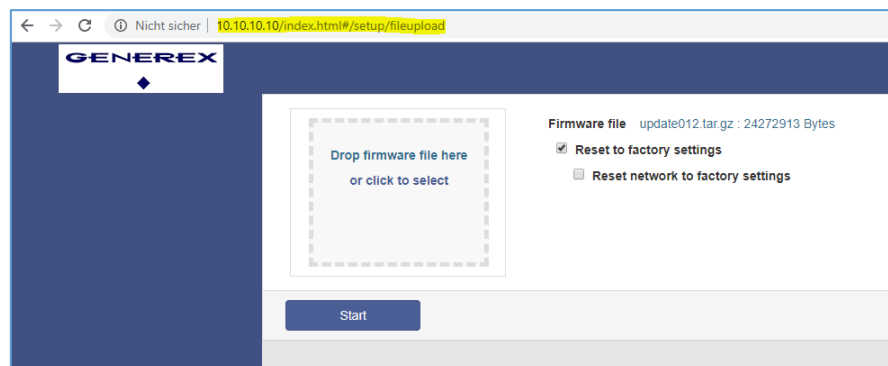 Nicht sicher | 10.10.10.10/index.html#/setup/fileupload
GENEREX
Drop firmware file here
or click to select
Firmware file update012.tar.gz : 24272913 Bytes
Reset to factory settings
Reset network to factory settings
Start